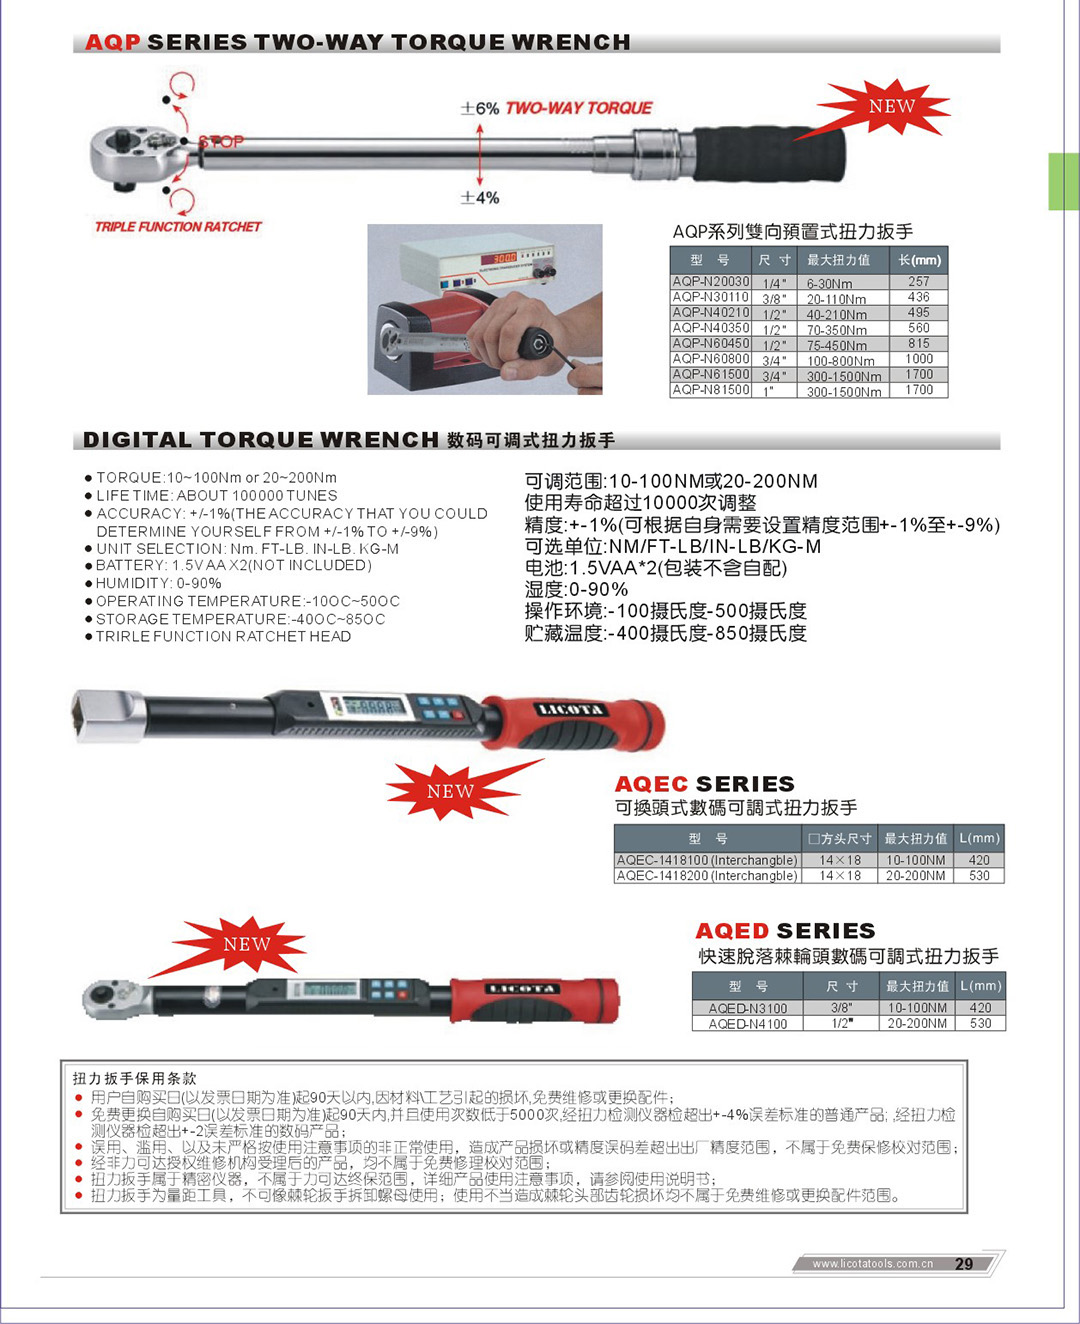 AQP SERIES TWO-WAY TORQUE WRENCH
±6% TWO-WAY TORQUE
NEW
STOP
±4%
TRIPLE FUNCTION RATCHET
AQP系列雙向預置式扭力扳手
型 号 尺 寸 最大扭力值 长(mm)
AQP-N20030 1/4" 6-30Nm 257
AQP-N30110 3/8" 20-110Nm 436
AQP-N40210 1/2" 40-210Nm 495
AQP-N40350 1/2" 70-350Nm 560
AQP-N60450 1/2" 75-450Nm 815
AQP-N60800 3/4" 100-800Nm 1000
AQP-N61500 3/4" 300-1500Nm 1700
AQP-N81500 1" 300-1500Nm 1700
DIGITAL TORQUE WRENCH 数码可调式扭力扳手
● TORQUE:10~100Nm or 20~200Nm
● LIFE TIME: ABOUT 100000 TUNES
● ACCURACY: +/-1%(THE ACCURACY THAT YOU COULD
DETERMINE YOURSELF FROM +/-1% TO +/-9%)
● UNIT SELECTION: Nm. FT-LB. IN-LB. KG-M
● BATTERY: 1.5V AA X2(NOT INCLUDED)
● HUMIDITY: 0-90%
● OPERATING TEMPERATURE:-10OC~50OC
● STORAGE TEMPERATURE:-40OC~85OC
● TRIRLE FUNCTION RATCHET HEAD
可调范围:10-100NM或20-200NM
使用寿命超过10000次调整
精度:+-1%(可根据自身需要设置精度范围+-1%至+-9%)
可选单位:NM/FT-LB/IN-LB/KG-M
电池:1.5VAA*2(包装不含自配)
湿度:0-90%
操作环境:-100摄氏度-500摄氏度
贮藏温度:-400摄氏度-850摄氏度
LICOTA
NEW
AQEC SERIES
可換頭式數碼可調式扭力扳手
型 号 □方头尺寸 最大扭力值 L(mm)
AQEC-1418100 (Interchangble) 14×18 10-100NM 420
AQEC-1418200 (Interchangble) 14×18 20-200NM 530
NEW
LICOTA
AQED SERIES
快速脫落棘輪頭數碼可調式扭力扳手
型 号 尺 寸 最大扭力值 L(mm)
AQED-N3100 3/8" 10-100NM 420
AQED-N4100 1/2" 20-200NM 530
扭力扳手保用条款
● 用户自购买日(以发票日期为准)起90天以内,因材料\工艺引起的损坏,免费维修或更换配件;
● 免费更换自购买日(以发票日期为准)起90天内,并且使用次数低于5000次,经扭力检测仪器检超出+-4%误差标准的普通产品; ,经扭力检
测仪器检超出+-2误差标准的数码产品;
● 误用、滥用、以及未严格按使用注意事项的非正常使用，造成产品损坏或精度误码差超出出厂精度范围，不属于免费保修校对范围；
● 经非力可达授权维修机构受理后的产品，均不属于免费修理校对范围；
● 扭力扳手属于精密仪器，不属于力可达终保范围，详细产品使用注意事项，请参阅使用说明书；
● 扭力扳手为量距工具，不可像棘轮扳手拆卸螺母使用；使用不当造成棘轮头部齿轮损坏均不属于免费维修或更换配件范围。
www.licotatools.com.cn 29